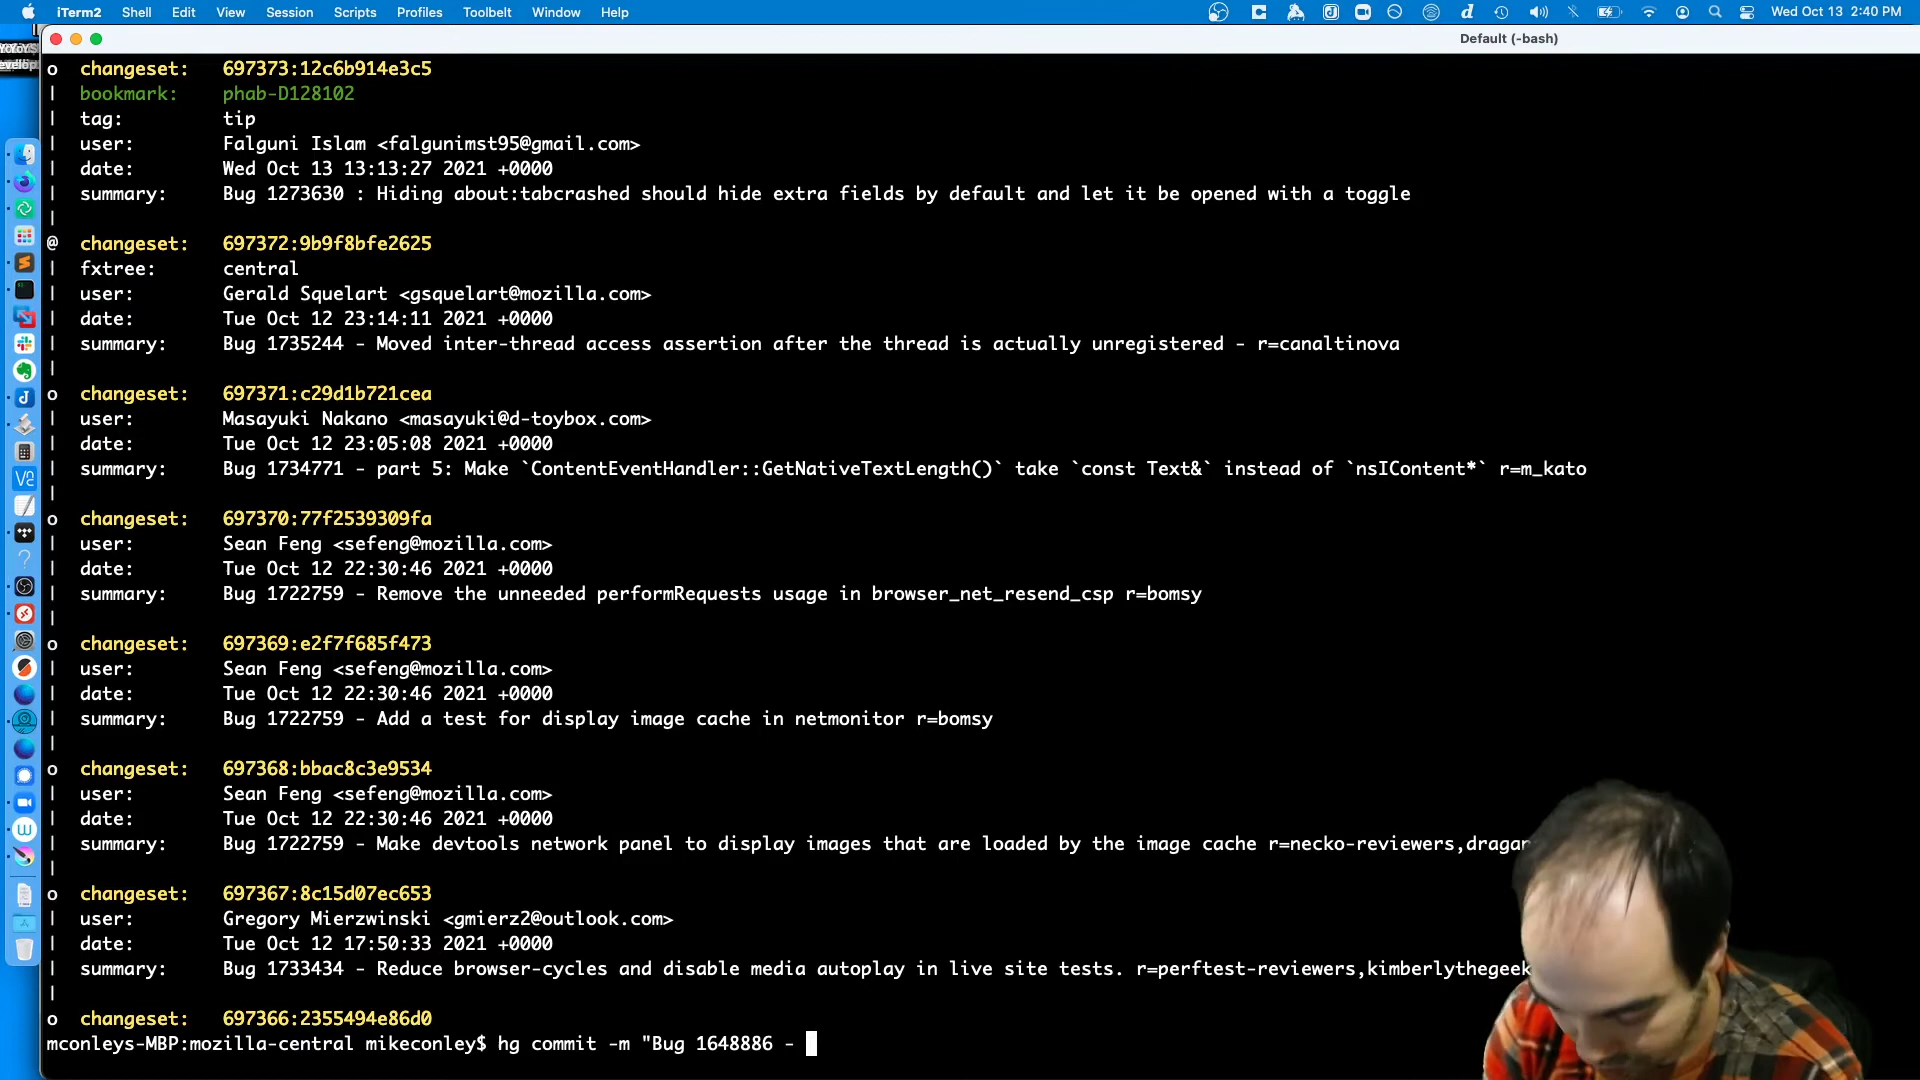 iTerm2 Shell Edit View Session Scripts Profiles Toolbelt Window Help Wed Oct 13 2:40 PM
Default (-bash)
o changeset: 697373:12c6b914e3c5
| bookmark: phab-D128102
| tag: tip
| user: Falguni Islam <falgunimst95@gmail.com>
| date: Wed Oct 13 13:13:27 2021 +0000
| summary: Bug 1273630 : Hiding about:tabcrashed should hide extra fields by default and let it be opened with a toggle
|
@ changeset: 697372:9b9f8bfe2625
| fxtree: central
| user: Gerald Squelart <gsquelart@mozilla.com>
| date: Tue Oct 12 23:14:11 2021 +0000
| summary: Bug 1735244 - Moved inter-thread access assertion after the thread is actually unregistered - r=canaltinova
|
o changeset: 697371:c29d1b721cea
| user: Masayuki Nakano <masayuki@d-toybox.com>
| date: Tue Oct 12 23:05:08 2021 +0000
| summary: Bug 1734771 - part 5: Make `ContentEventHandler::GetNativeTextLength()` take `const Text&` instead of `nsIContent*` r=m_kato
|
o changeset: 697370:77f2539309fa
| user: Sean Feng <sefeng@mozilla.com>
| date: Tue Oct 12 22:30:46 2021 +0000
| summary: Bug 1722759 - Remove the unneeded performRequests usage in browser_net_resend_csp r=bomsy
|
o changeset: 697369:e2f7f685f473
| user: Sean Feng <sefeng@mozilla.com>
| date: Tue Oct 12 22:30:46 2021 +0000
| summary: Bug 1722759 - Add a test for display image cache in netmonitor r=bomsy
|
o changeset: 697368:bbac8c3e9534
| user: Sean Feng <sefeng@mozilla.com>
| date: Tue Oct 12 22:30:46 2021 +0000
| summary: Bug 1722759 - Make devtools network panel to display images that are loaded by the image cache r=necko-reviewers,dragan
|
o changeset: 697367:8c15d07ec653
| user: Gregory Mierzwinski <gmierz2@outlook.com>
| date: Tue Oct 12 17:50:33 2021 +0000
| summary: Bug 1733434 - Reduce browser-cycles and disable media autoplay in live site tests. r=perftest-reviewers,kimberlythegeek
|
o changeset: 697366:2355494e86d0
mconleys-MBP:mozilla-central mikeconley$ hg commit -m "Bug 1648886 -